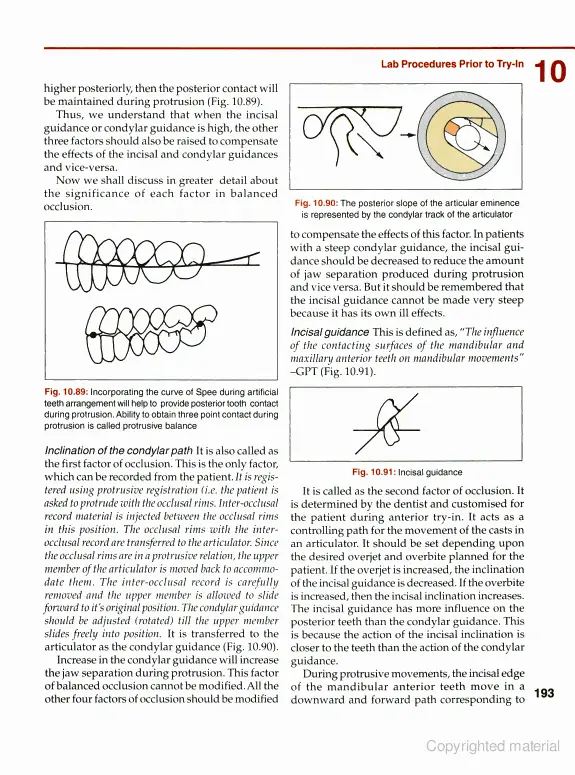 Lab Procedures Prior to Try-In 10
higher posteriorly, then the posterior contact will
be maintained during protrusion (Fig. 10.89).
Thus, we understand that when the incisal
guidance or condylar guidance is high, the other
three factors should also be raised to compensate
the effects of the incisal and condylar guidances
and vice-versa.
Now we shall discuss in greater detail about
the significance of each factor in balanced
occlusion.
Fig. 10.89: Incorporating the curve of Spee during artificial
teeth arrangement will help to provide posterior tooth contact
during protrusion. Ability to obtain three point contact during
protrusion is called protrusive balance
Inclination of the condylar path It is also called as
the first factor of occlusion. This is the only factor,
which can be recorded from the patient. It is regis-
tered using protrusive registration (i.e. the patient is
asked to protrude with the occlusal rims. Inter-occlusal
record material is injected between the occlusal rims
in this position. The occlusal rims with the inter-
occlusal record are transferred to the articulator. Since
the occlusal rims are in a protrusive relation, the upper
member of the articulator is moved back to accommo-
date them. The inter-occlusal record is carefully
removed and the upper member is allowed to slide
forward to it's original position. The condylar guidance
should be adjusted (rotated) till the upper member
slides freely into position. It is transferred to the
articulator as the condylar guidance (Fig. 10.90).
Increase in the condylar guidance will increase
the jaw separation during protrusion. This factor
of balanced occlusion cannot be modified. All the
other four factors of occlusion should be modified
Fig. 10.90: The posterior slope of the articular eminence
is represented by the condylar track of the articulator
to compensate the effects of this factor. In patients
with a steep condylar guidance, the incisal gui-
dance should be decreased to reduce the amount
of jaw separation produced during protrusion
and vice versa. But it should be remembered that
the incisal guidance cannot be made very steep
because it has its own ill effects.
Incisal guidance This is defined as, "The influence
of the contacting surfaces of the mandibular and
maxillary anterior teeth on mandibular movements"
–GPT (Fig. 10.91).
Fig. 10.91: Incisal guidance
It is called as the second factor of occlusion. It
is determined by the dentist and customised for
the patient during anterior try-in. It acts as a
controlling path for the movement of the casts in
an articulator. It should be set depending upon
the desired overjet and overbite planned for the
patient. If the overjet is increased, the inclination
of the incisal guidance is decreased. If the overbite
is increased, then the incisal inclination increases.
The incisal guidance has more influence on the
posterior teeth than the condylar guidance. This
is because the action of the incisal inclination is
closer to the teeth than the action of the condylar
guidance.
During protrusive movements, the incisal edge
of the mandibular anterior teeth move in a
downward and forward path corresponding to
193
Copyrighted material